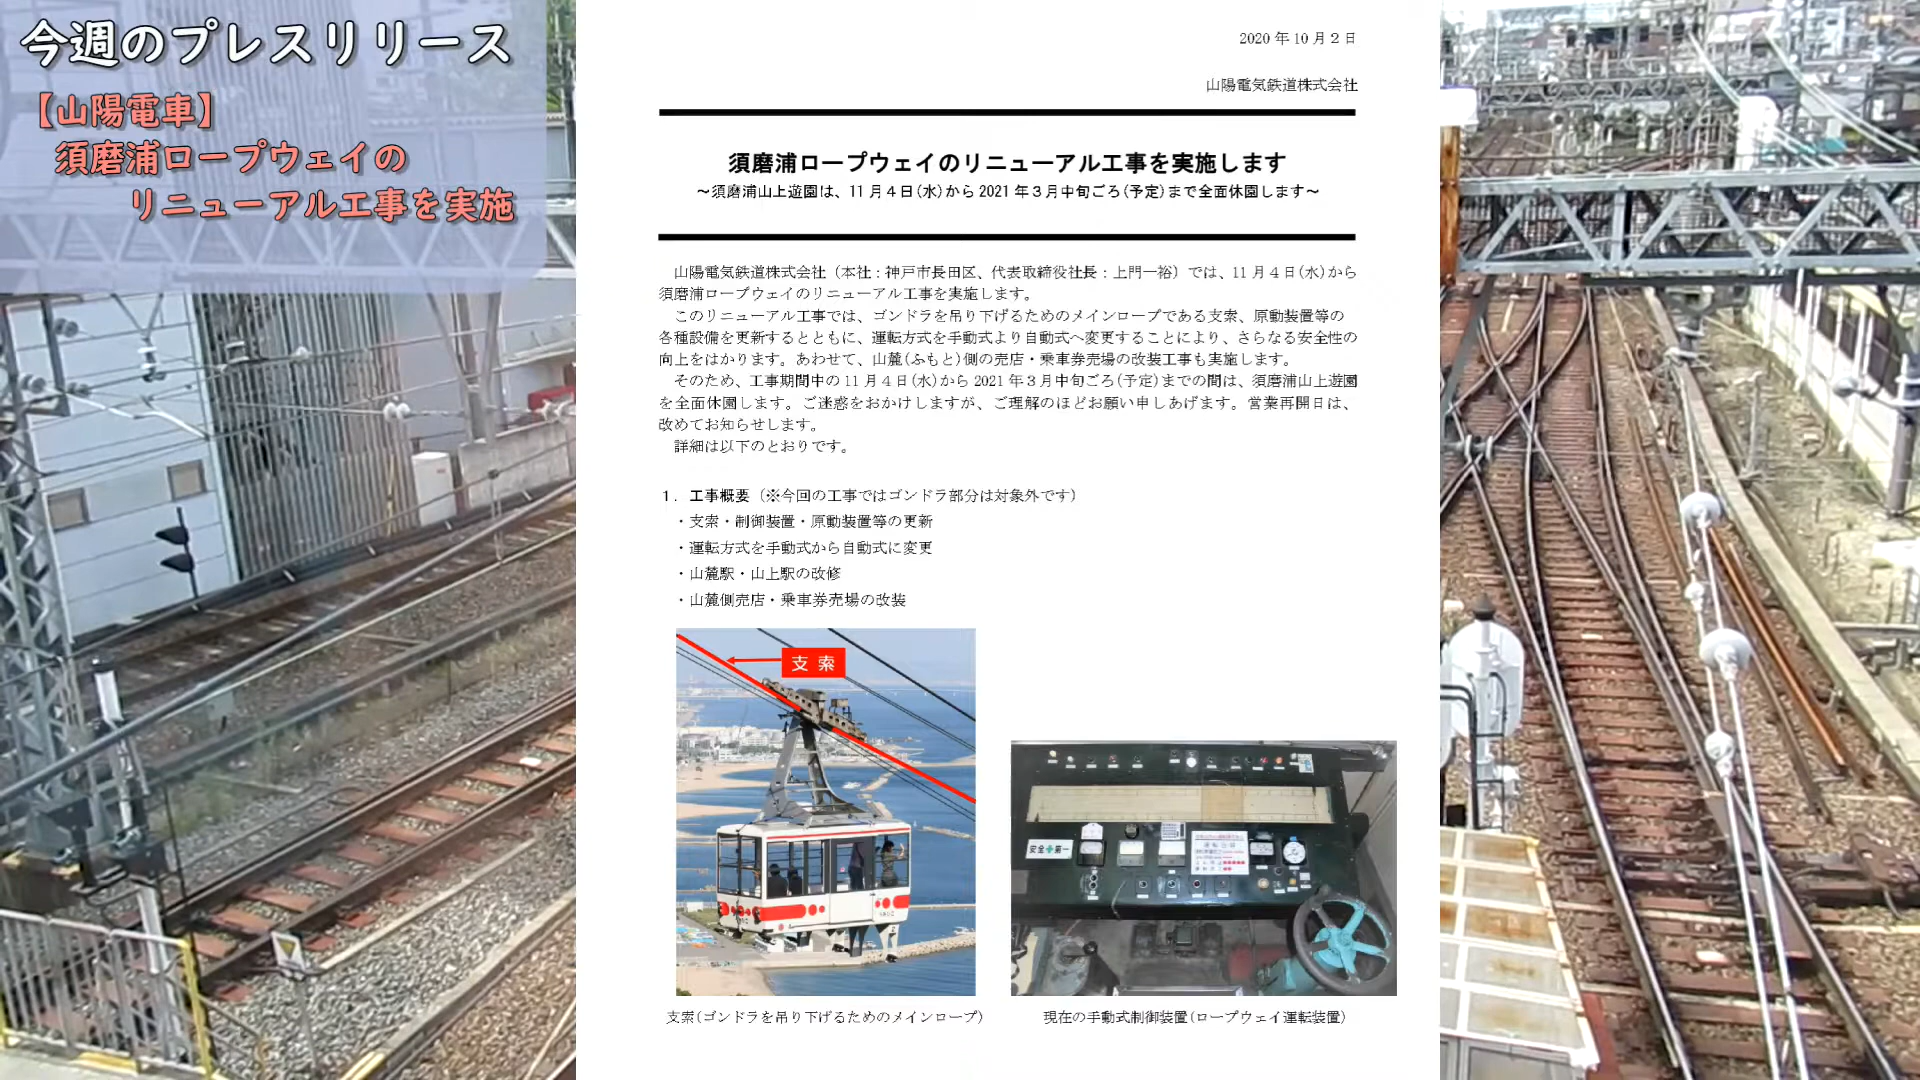 今週のプレスリリース
【山陽電車】
須磨浦ロープウェイの
リニューアル工事を実施
2020年10月2日
山陽電気鉄道株式会社
須磨浦ロープウェイのリニューアル工事を実施します
～須磨浦山上遊園は、11月4日(水)から2021年3月中旬ごろ(予定)まで全面休園します～
山陽電気鉄道株式会社（本社：神戸市長田区、代表取締役社長：上門一裕）では、11月4日(水)から
須磨浦ロープウェイのリニューアル工事を実施します。
このリニューアル工事では、ゴンドラを吊り下げるためのメインロープである支索、原動装置等の
各種設備を更新するとともに、運転方式を手動式より自動式へ変更することにより、さらなる安全性の
向上をはかります。あわせて、山麓(ふもと)側の売店・乗車券売場の改装工事も実施します。
そのため、工事期間中の11月4日(水)から2021年3月中旬ごろ(予定)までの間は、須磨浦山上遊園
を全面休園します。ご迷惑をおかけしますが、ご理解のほどお願い申しあげます。営業再開日は、
改めてお知らせします。
詳細は以下のとおりです。
1．工事概要（※今回の工事ではゴンドラ部分は対象外です）
・支索・制御装置・原動装置等の更新
・運転方式を手動式から自動式に変更
・山麓駅・山上駅の改修
・山麓側売店・乗車券売場の改装
支索
安全+第一
支索(ゴンドラを吊り下げるためのメインロープ)
現在の手動式制御装置(ロープウェイ運転装置)